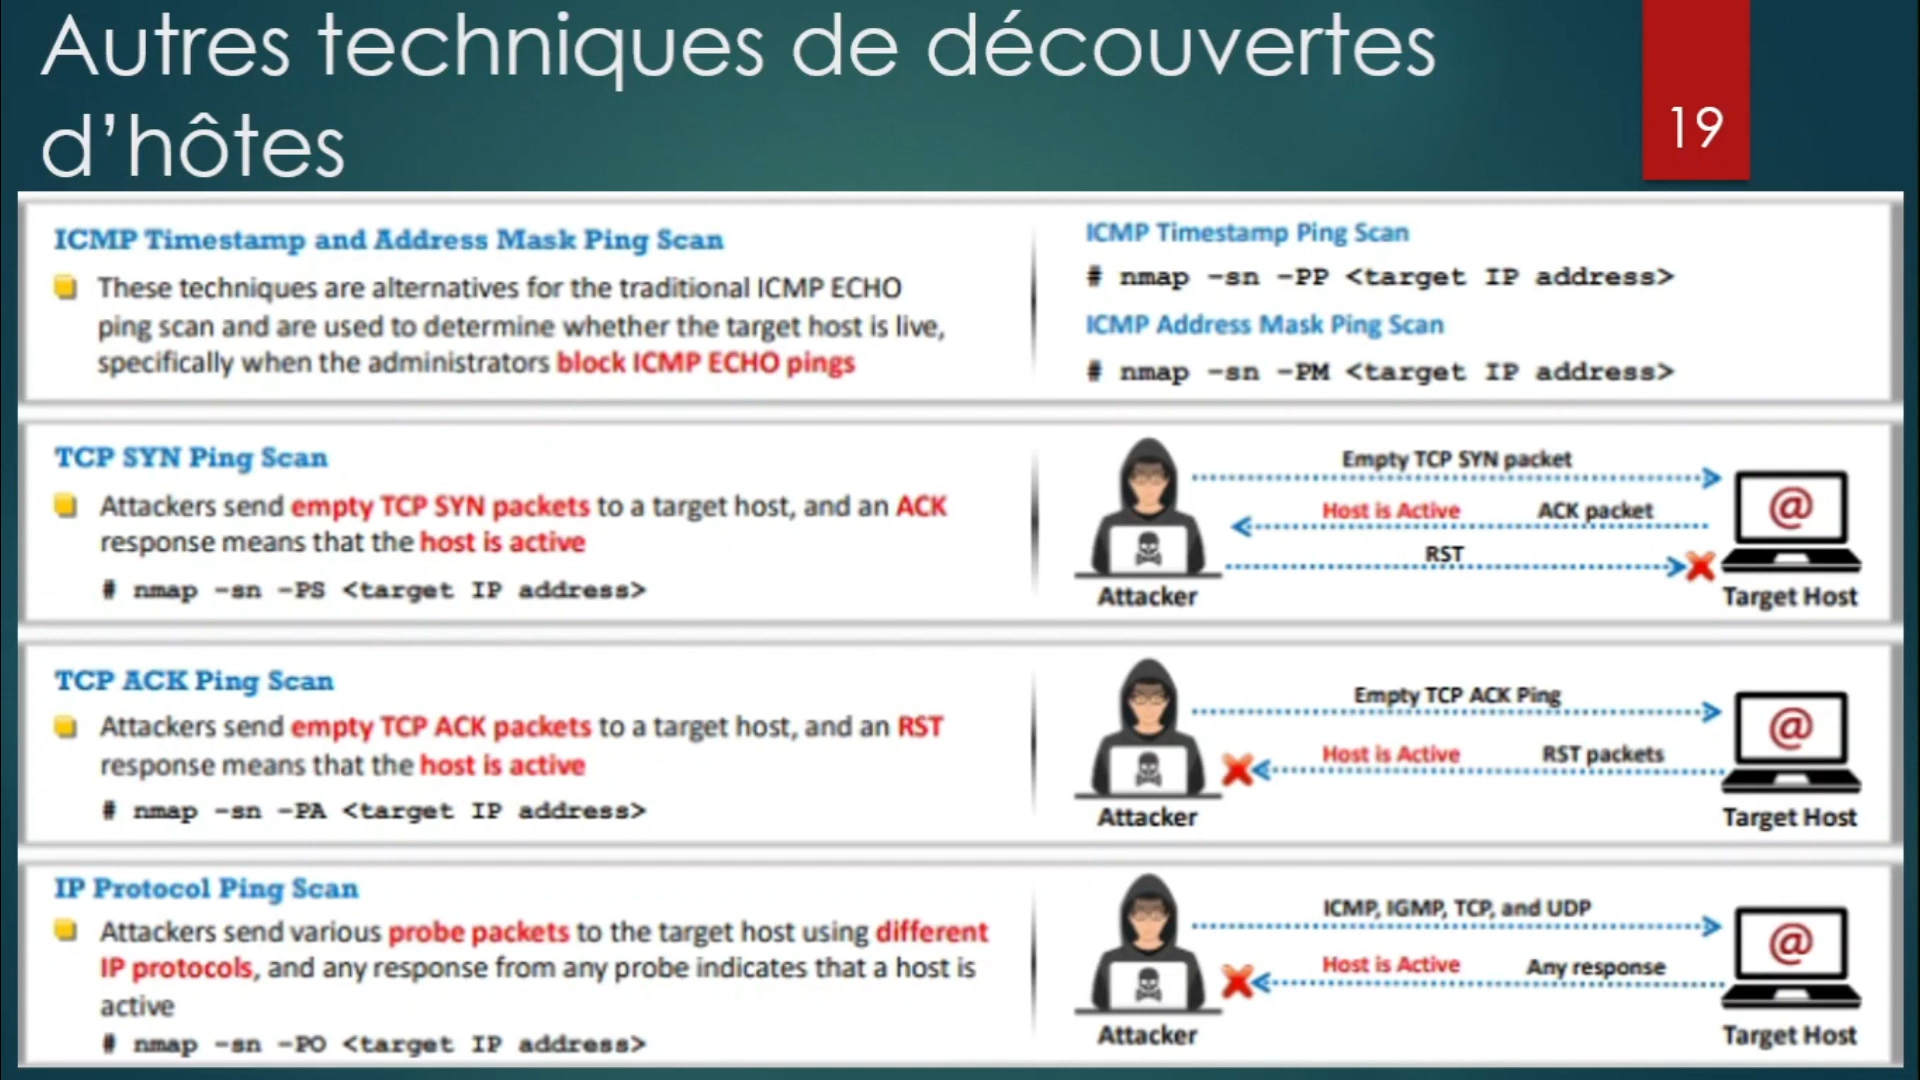 Autres techniques de découvertes
d'hôtes
19
ICMP Timestamp and Address Mask Ping Scan
These techniques are alternatives for the traditional ICMP ECHO
ping scan and are used to determine whether the target host is live,
specifically when the administrators block ICMP ECHO pings
ICMP Timestamp Ping Scan
# nmap –sn –PP <target IP address>
ICMP Address Mask Ping Scan
# nmap –sn –PM <target IP address>
TCP SYN Ping Scan
Attackers send empty TCP SYN packets to a target host, and an ACK
response means that the host is active
# nmap –sn –PS <target IP address>
Empty TCP SYN packet
Host is Active ACK packet
RST
@
Attacker
Target Host
TCP ACK Ping Scan
Attackers send empty TCP ACK packets to a target host, and an RST
response means that the host is active
# nmap –sn –PA <target IP address>
Empty TCP ACK Ping
Host is Active RST packets
@
Attacker
Target Host
IP Protocol Ping Scan
Attackers send various probe packets to the target host using different
IP protocols, and any response from any probe indicates that a host is
active
# nmap –sn –PO <target IP address>
ICMP, IGMP, TCP, and UDP
Host is Active Any response
@
Attacker
Target Host